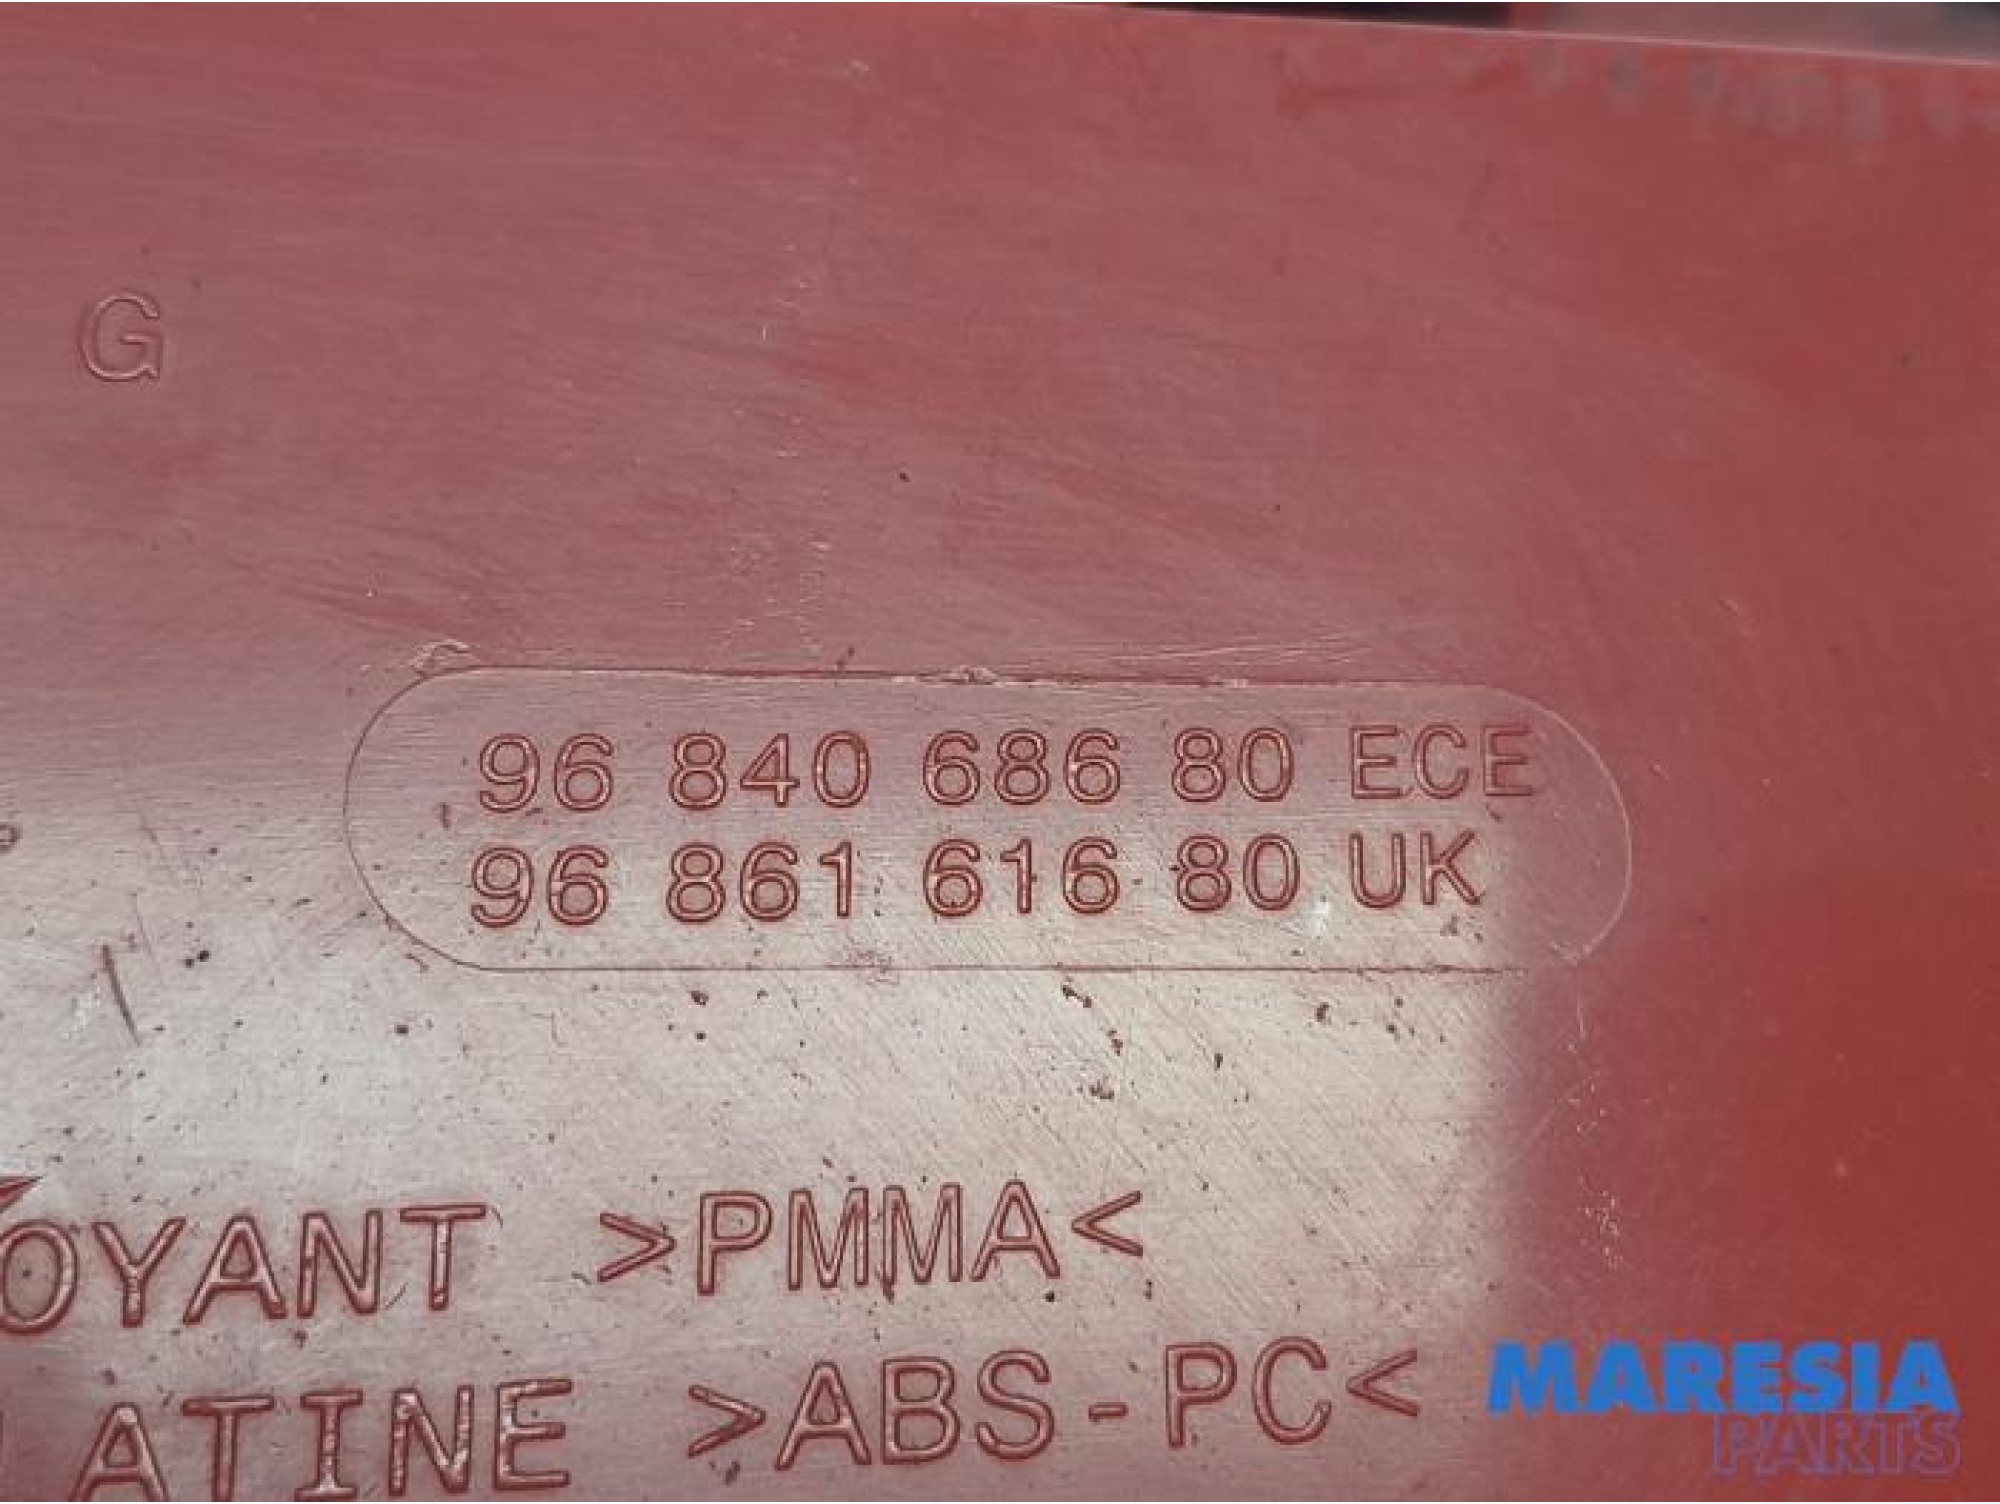 G
96 840 686 80 ECE
96 861 616 80 UK
OYANT >PMMA<
ATINE >ABS-PC<
MARESIA
PARTS